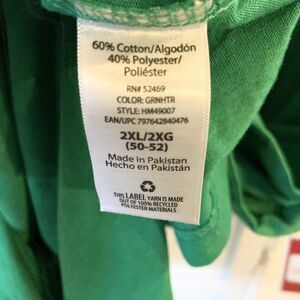 60% Cotton/Algodón
40% Polyester/
Poliéster
RN# 52469
COLOR: GRNHTR
STYLE: HM49007
EAN/UPC 797642840476
2XL/2XG
(50-52)
Made in Pakistan
Hecho en Pakistán
THIS LABEL YARN IS MADE
OUT OF 100% RECYCLED
POLYESTER MATERIALS